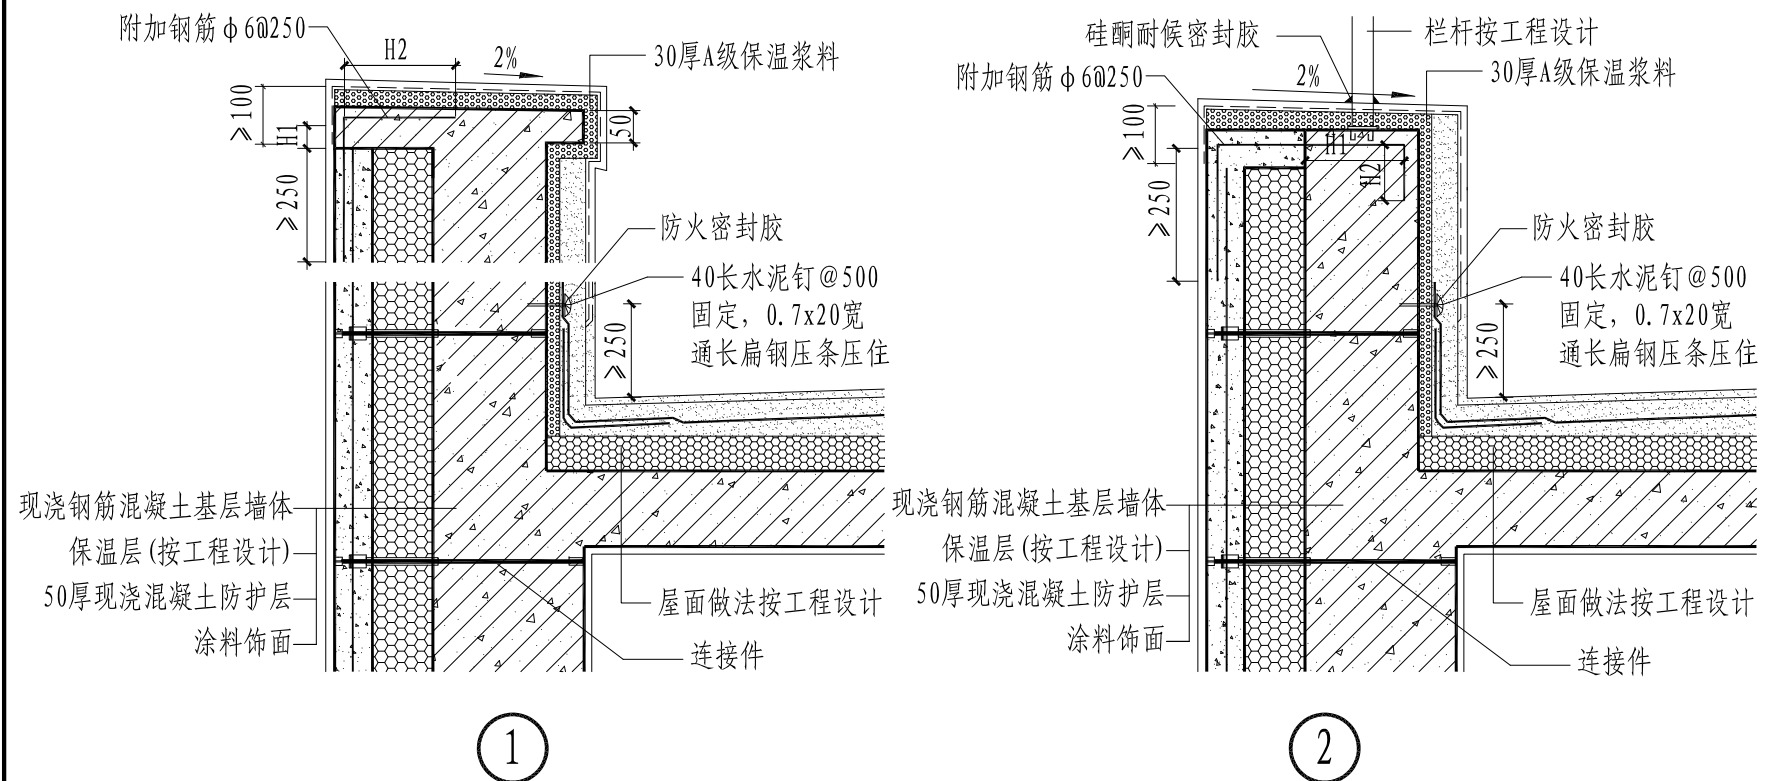 附加钢筋φ6@250
H2
2%
30厚A级保温浆料
≥100
H1
50
≥250
防火密封胶
40长水泥钉@500
固定，0.7x20宽
通长扁钢压条压住
≥250
现浇钢筋混凝土基层墙体
保温层(按工程设计)
50厚现浇混凝土防护层
涂料饰面
屋面做法按工程设计
连接件
1
硅酮耐候密封胶
栏杆按工程设计
附加钢筋φ6@250
2%
30厚A级保温浆料
≥100
H1
H2
≥250
防火密封胶
40长水泥钉@500
固定，0.7x20宽
通长扁钢压条压住
≥250
现浇钢筋混凝土基层墙体
保温层(按工程设计)
50厚现浇混凝土防护层
涂料饰面
屋面做法按工程设计
连接件
2